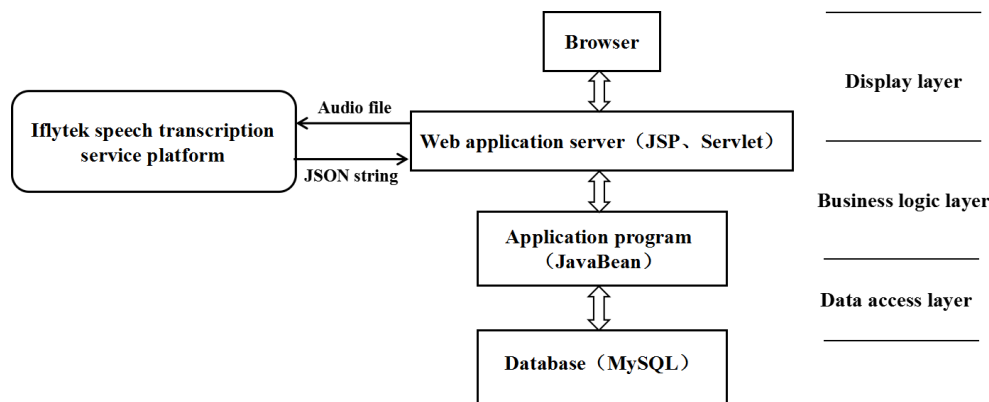 Browser
Display layer
Audio file
Iflytek speech transcription
service platform
Web application server（JSP、Servlet）
JSON string
Business logic layer
Application program
（JavaBean）
Data access layer
Database（MySQL）